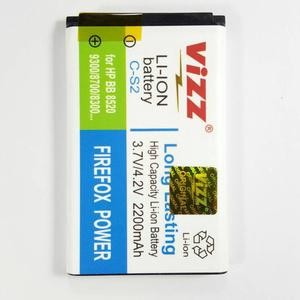 VIZZ®
LI-ION
battery
C-S2
for HP BB 8520
9300/8700/8300...
Long Lasting
High Capacity Li-ion Battery
3.7V/4.2V 2200mAh
FIREFOX POWER
VIZZ
ORIGINAL
Li-ion